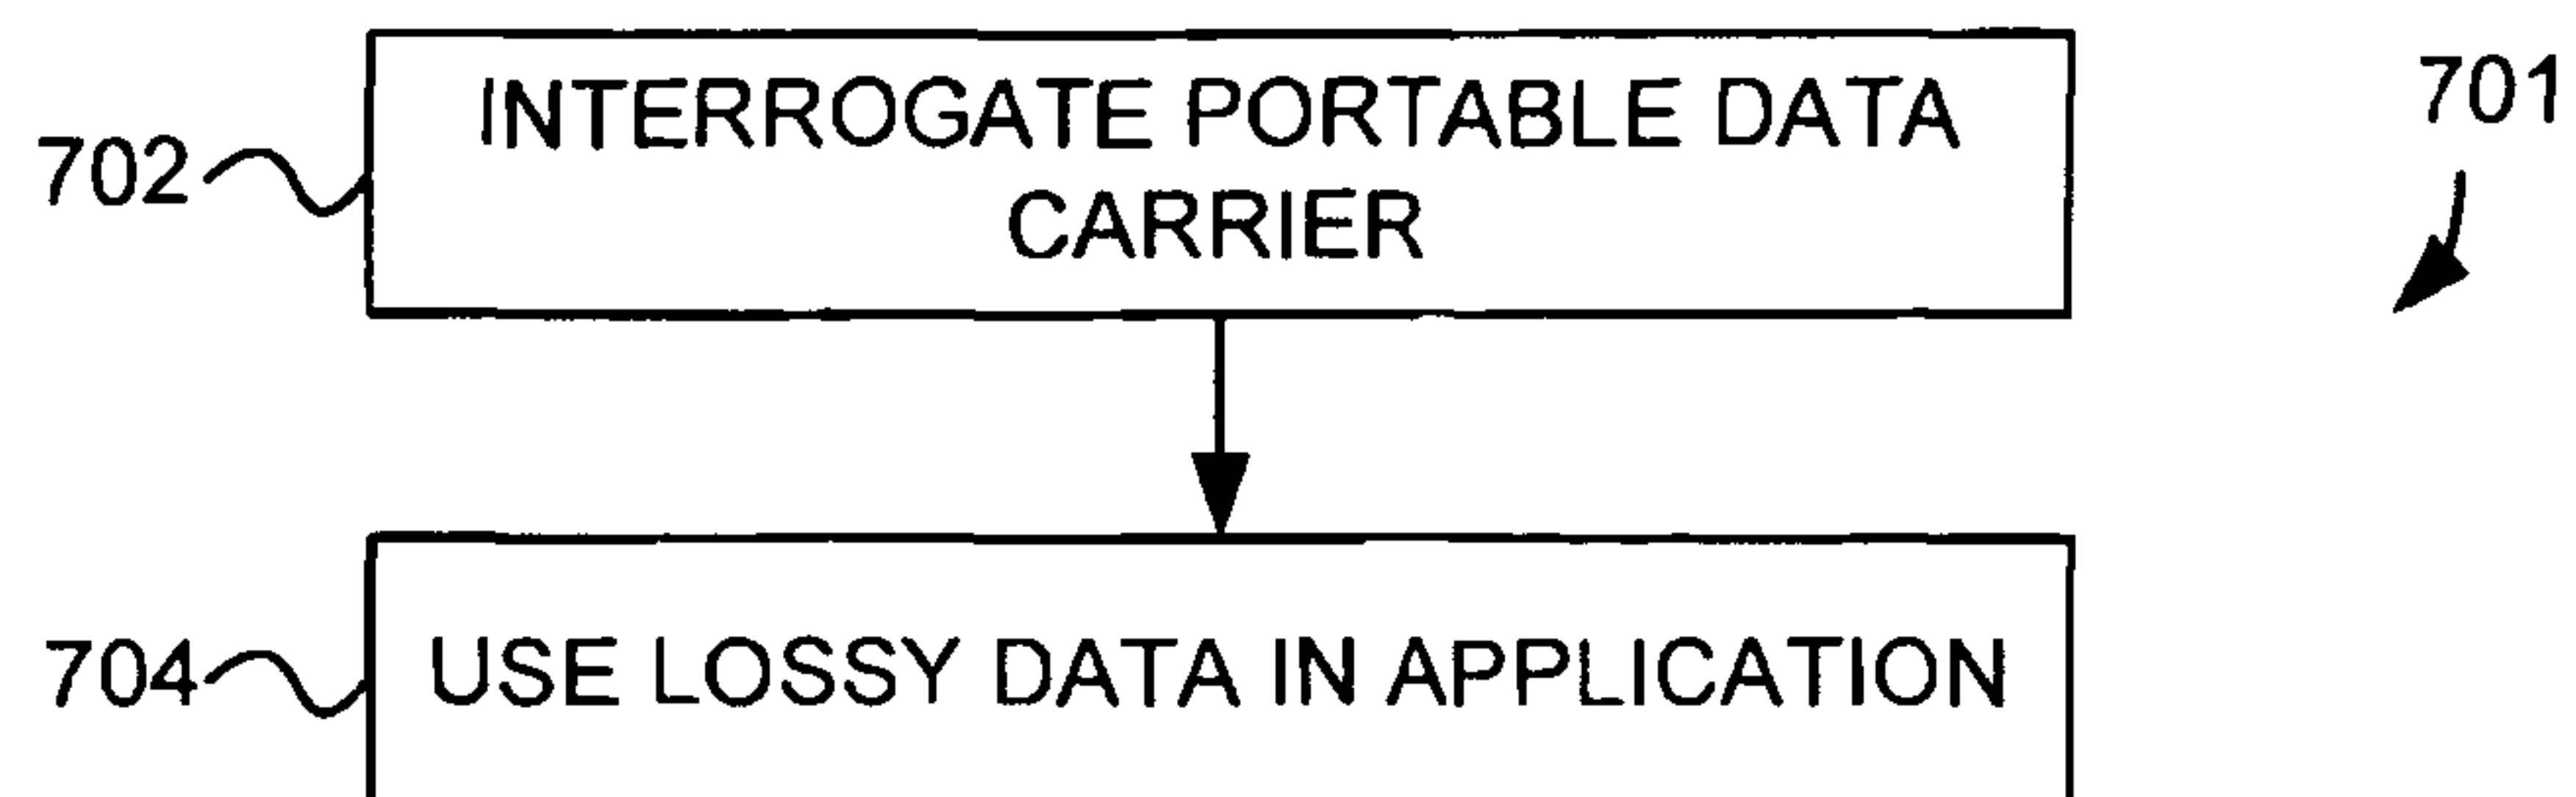 INTERROGATE PORTABLE DATA
CARRIER
701
702
USE LOSSY DATA IN APPLICATION
704